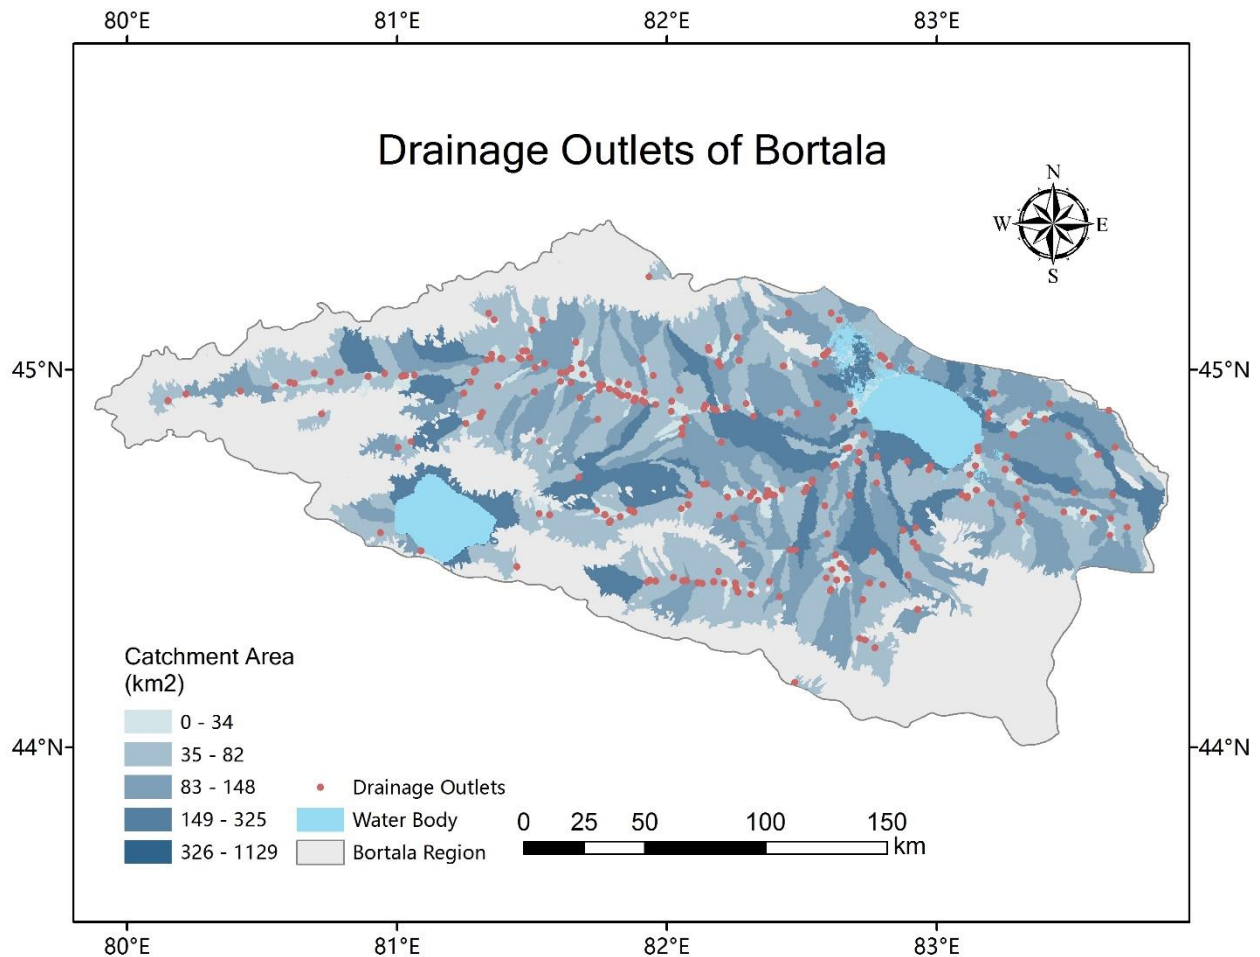 80°E 81°E 82°E 83°E
Drainage Outlets of Bortala
N
W E
S
45°N 45°N
44°N 44°N
Catchment Area
(km2)
0 - 34
35 - 82
83 - 148
149 - 325
326 - 1129
Drainage Outlets
Water Body
Bortala Region
0 25 50 100 150
km
80°E 81°E 82°E 83°E